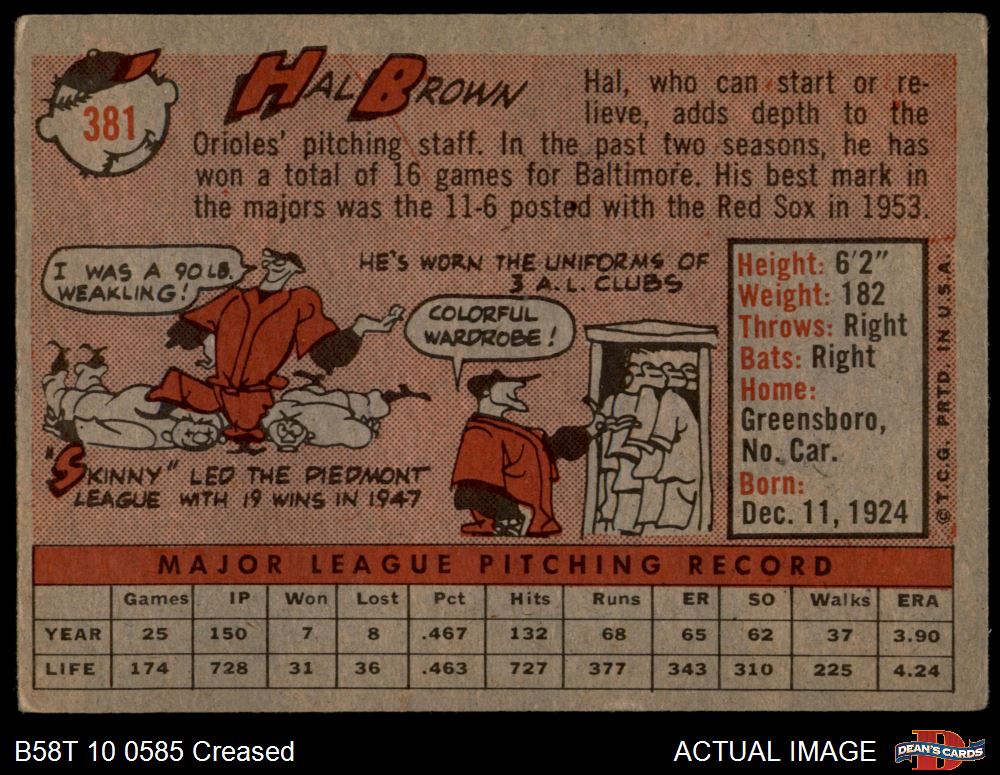 381
HAL BROWN
Hal, who can start or re-
lieve, adds depth to the
Orioles' pitching staff. In the past two seasons, he has
won a total of 16 games for Baltimore. His best mark in
the majors was the 11-6 posted with the Red Sox in 1953.
I WAS A 90 LB.
WEAKLING!
HE'S WORN THE UNIFORMS OF
3 A.L. CLUBS
COLORFUL
WARDROBE!
"SKINNY" LED THE PIEDMONT
LEAGUE WITH 19 WINS IN 1947
Height: 6'2"
Weight: 182
Throws: Right
Bats: Right
Home:
Greensboro,
No. Car.
Born:
Dec. 11, 1924
© T.C.G. PRTD. IN U.S.A.
MAJOR LEAGUE PITCHING RECORD
Games IP Won Lost Pct Hits Runs ER SO Walks ERA
YEAR 25 150 7 8 .467 132 68 65 62 37 3.90
LIFE 174 728 31 36 .463 727 377 343 310 225 4.24
B58T 10 0585 Creased
ACTUAL IMAGE
DEAN'S CARDS